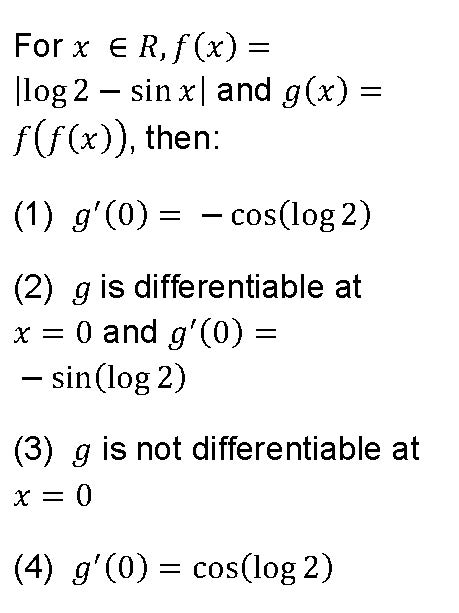 For x ∈ R, f(x) =
|log 2 − sin x| and g(x) =
f(f(x)), then:
(1) g′(0) = − cos(log 2)
(2) g is differentiable at
x = 0 and g′(0) =
− sin(log 2)
(3) g is not differentiable at
x = 0
(4) g′(0) = cos(log 2)